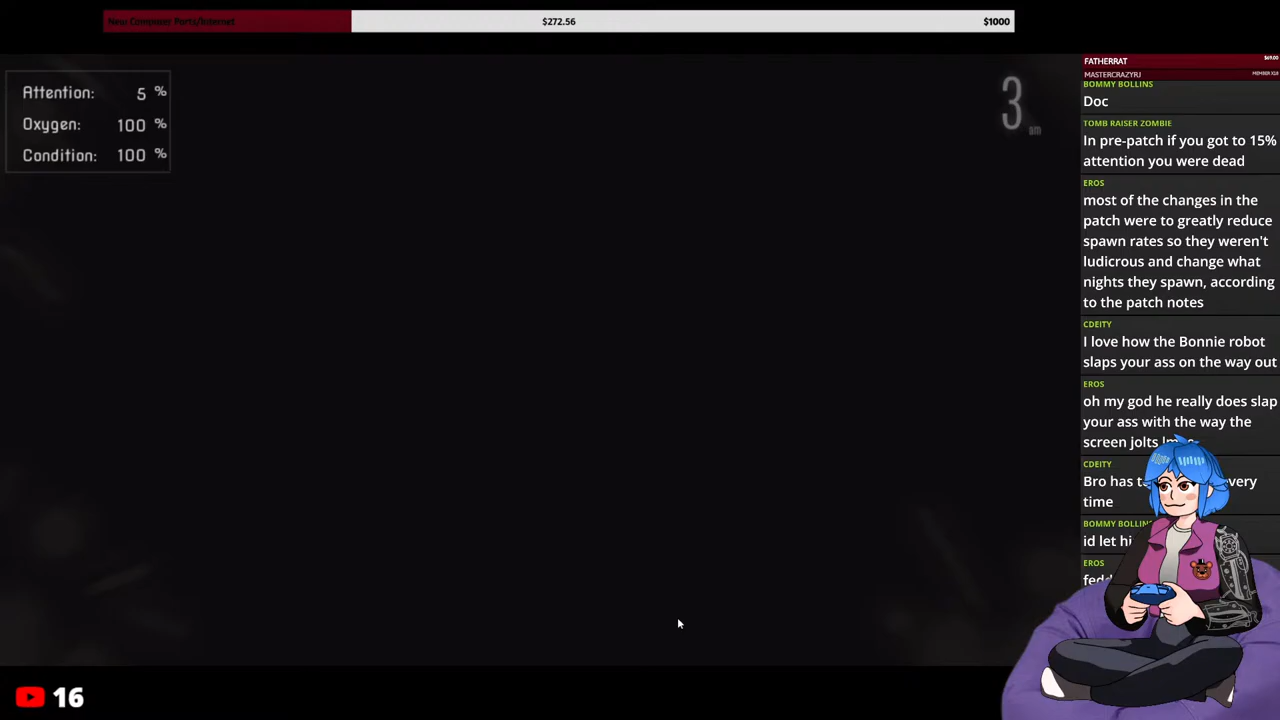 New Computer Parts/Internet
$272.56
$1000
Attention: 5 %
Oxygen: 100 %
Condition: 100 %
3
am
FATHERRAT
$69.00
MASTERCRAZYRJ
BOMMY BOLLINS
Doc
TOMB RAISER ZOMBIE
In pre-patch if you got to 15%
attention you were dead
EROS
most of the changes in the
patch were to greatly reduce
spawn rates so they weren't
ludicrous and change what
nights they spawn, according
to the patch notes
CDEITY
I love how the Bonnie robot
slaps your ass on the way out
EROS
oh my god he really does slap
your ass with the way the
screen jolts
CDEITY
Bro has every
time
BOMMY BOLLIN
id let
EROS
16